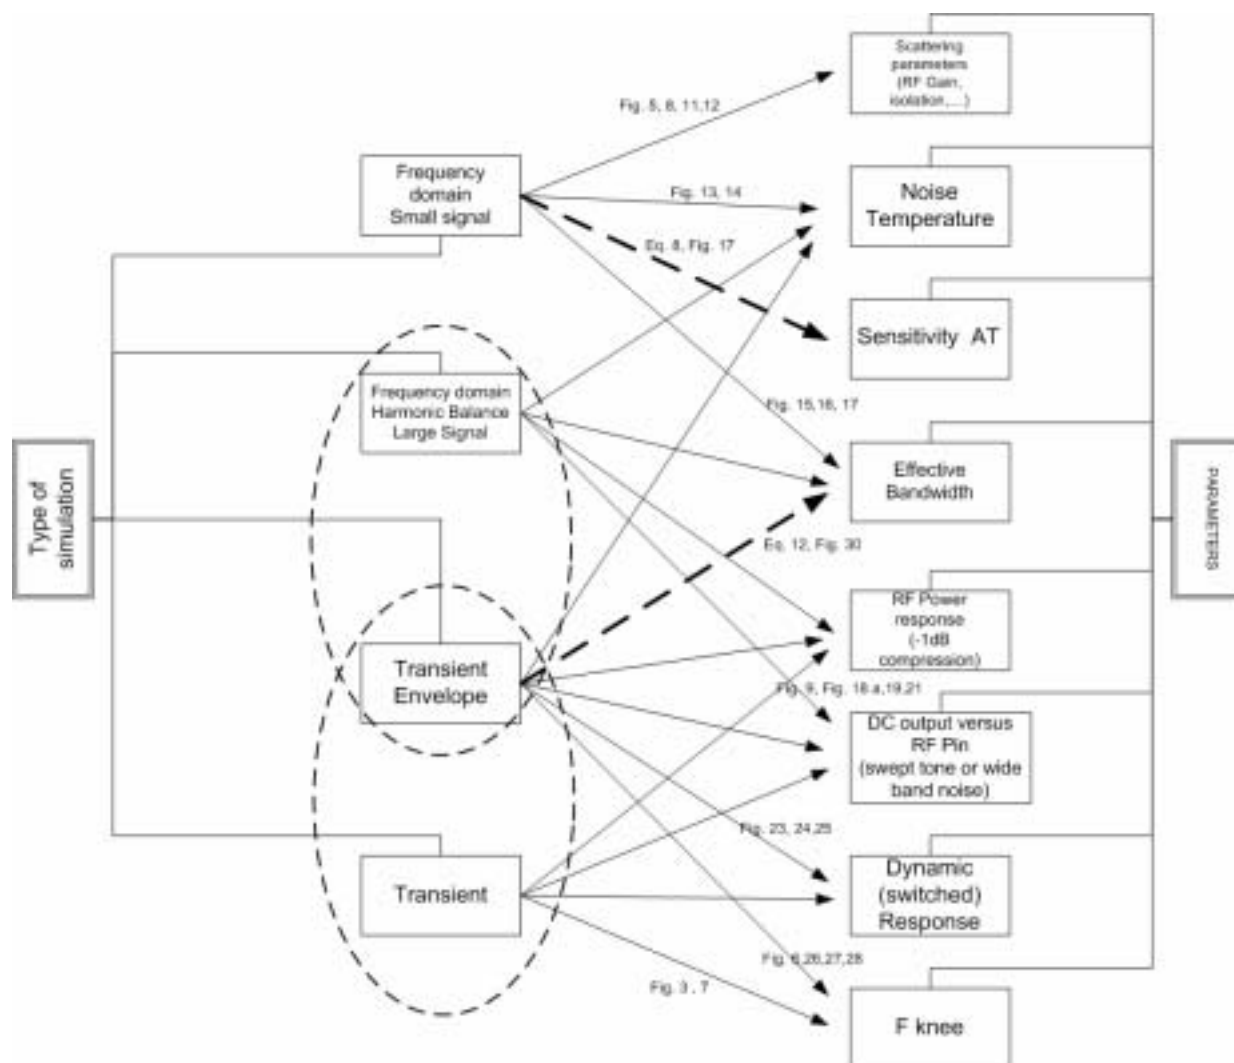 Scattering
parameters
(RF Gain,
isolation,...)
Fig. 5, 8, 11,12
Frequency
domain
Small signal
Fig. 13, 14
Noise
Temperature
Eq. 8, Fig. 17
Sensitivity AT
Frequency domain
Harmonic Balance
Large Signal
Fig. 15,16, 17
Effective
Bandwidth
Type of
simulation
PARAMETERS
Eq. 12, Fig. 30
RF Power
response
(-1dB
compression)
Transient
Envelope
Fig. 9, Fig. 18.a,19,21
DC output versus
RF Pin
(swept tone or wide
band noise)
Fig. 23, 24,25
Transient
Dynamic
(switched)
Response
Fig. 6,26,27,28
Fig. 3 , 7
F knee